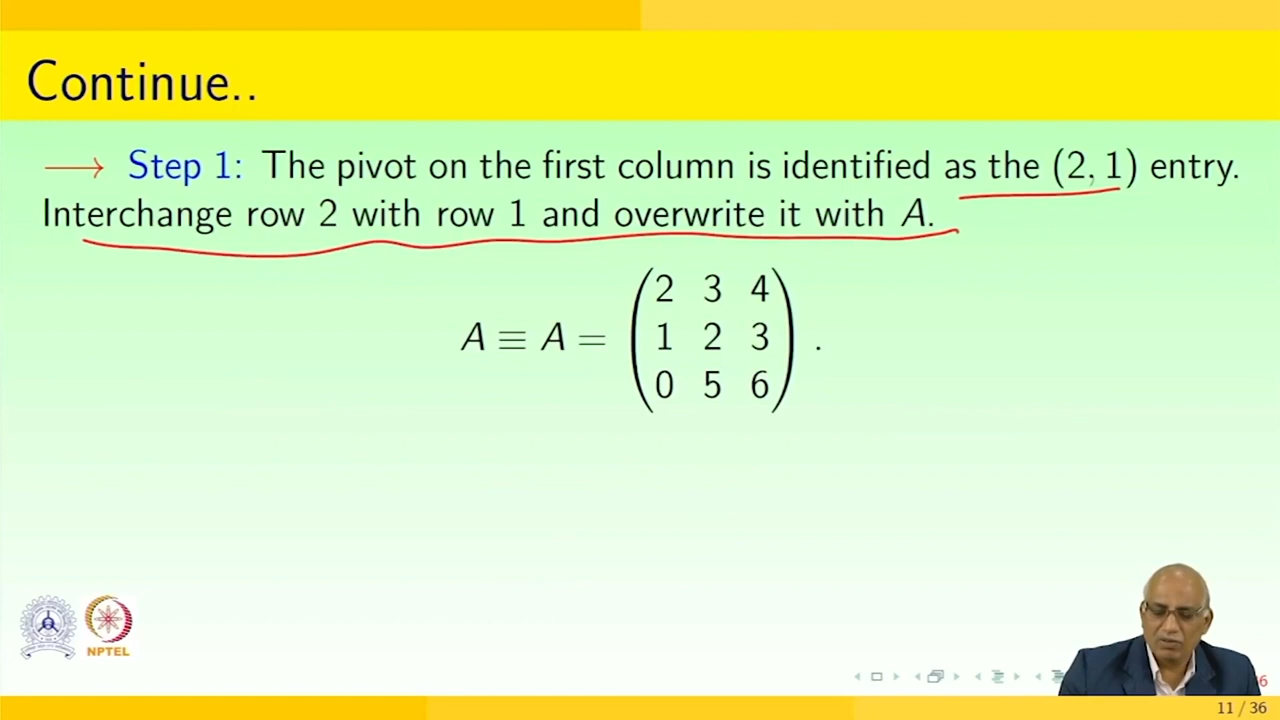 Continue..
⟶ Step 1: The pivot on the first column is identified as the (2, 1) entry.
Interchange row 2 with row 1 and overwrite it with A.
2 3 4
A ≡ A = 1 2 3 .
0 5 6
NPTEL
6
11 / 36